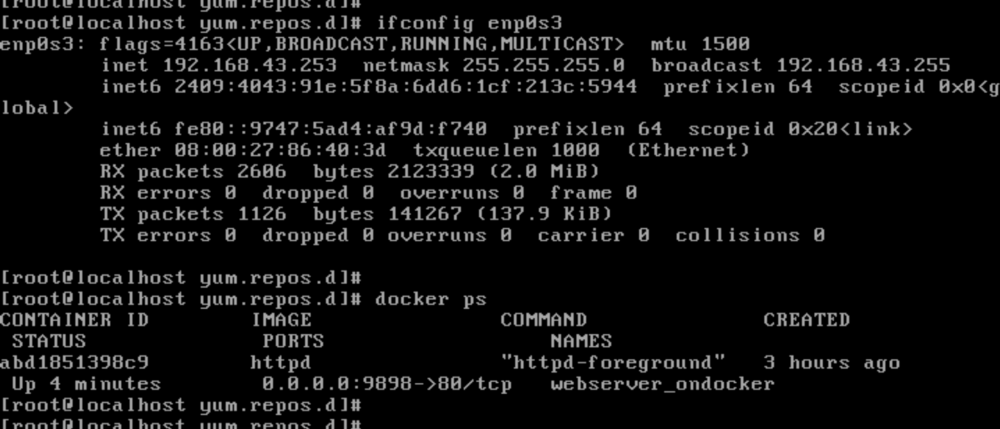 [root@localhost yum.repos.d]#
[root@localhost yum.repos.d]# ifconfig enp0s3
enp0s3: flags=4163<UP,BROADCAST,RUNNING,MULTICAST>  mtu 1500
        inet 192.168.43.253  netmask 255.255.255.0  broadcast 192.168.43.255
        inet6 2409:4043:91e:5f8a:6dd6:1cf:213c:5944  prefixlen 64  scopeid 0x0<g
lobal>
        inet6 fe80::9747:5ad4:af9d:f740  prefixlen 64  scopeid 0x20<link>
        ether 08:00:27:86:40:3d  txqueuelen 1000  (Ethernet)
        RX packets 2606  bytes 2123339 (2.0 MiB)
        RX errors 0  dropped 0  overruns 0  frame 0
        TX packets 1126  bytes 141267 (137.9 KiB)
        TX errors 0  dropped 0 overruns 0  carrier 0  collisions 0
[root@localhost yum.repos.d]#
[root@localhost yum.repos.d]# docker ps
CONTAINER ID        IMAGE               COMMAND              CREATED
 STATUS              PORTS                  NAMES
abd1851398c9        httpd               "httpd-foreground"   3 hours ago
 Up 4 minutes        0.0.0.0:9898->80/tcp   webserver_ondocker
[root@localhost yum.repos.d]#
[root@localhost yum.repos.d]#